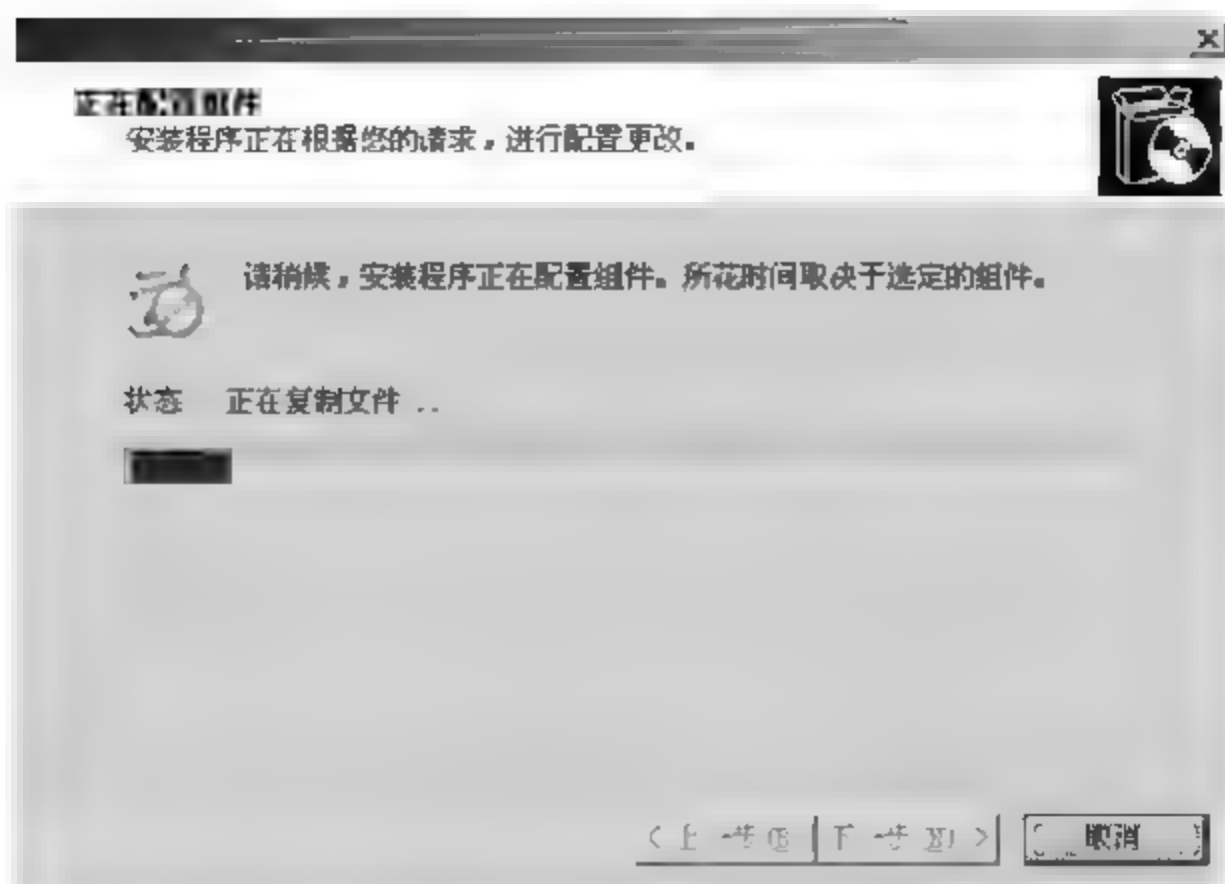 正在配置组件
安装程序正在根据您的请求，进行配置更改。
请稍候，安装程序正在配置组件。所花时间取决于选定的组件。
状态 正在复制文件...
<上一步(B) 下一步(N)> 取消